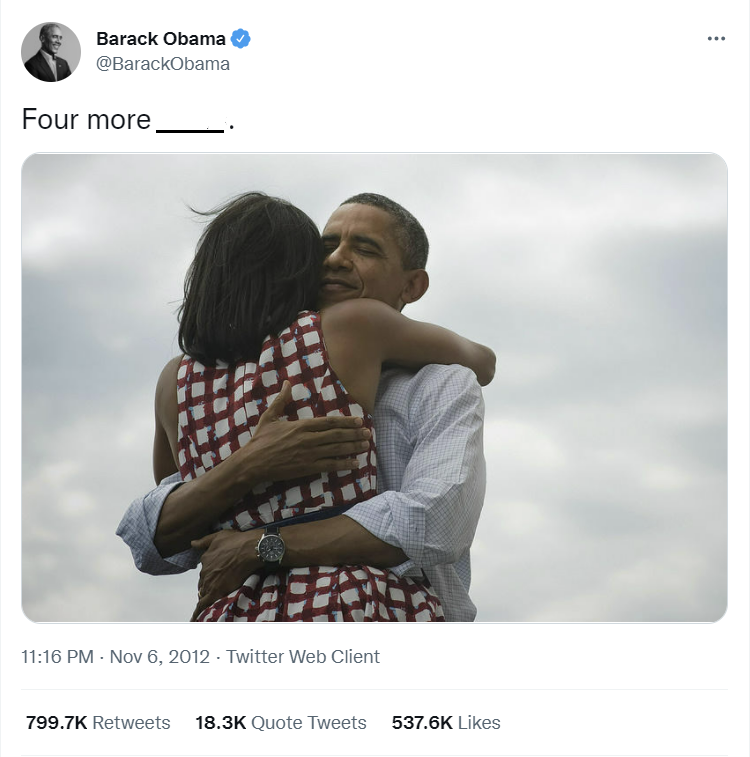 Barack Obama
@BarackObama
Four more _____.
11:16 PM · Nov 6, 2012 · Twitter Web Client
799.7K Retweets 18.3K Quote Tweets 537.6K Likes